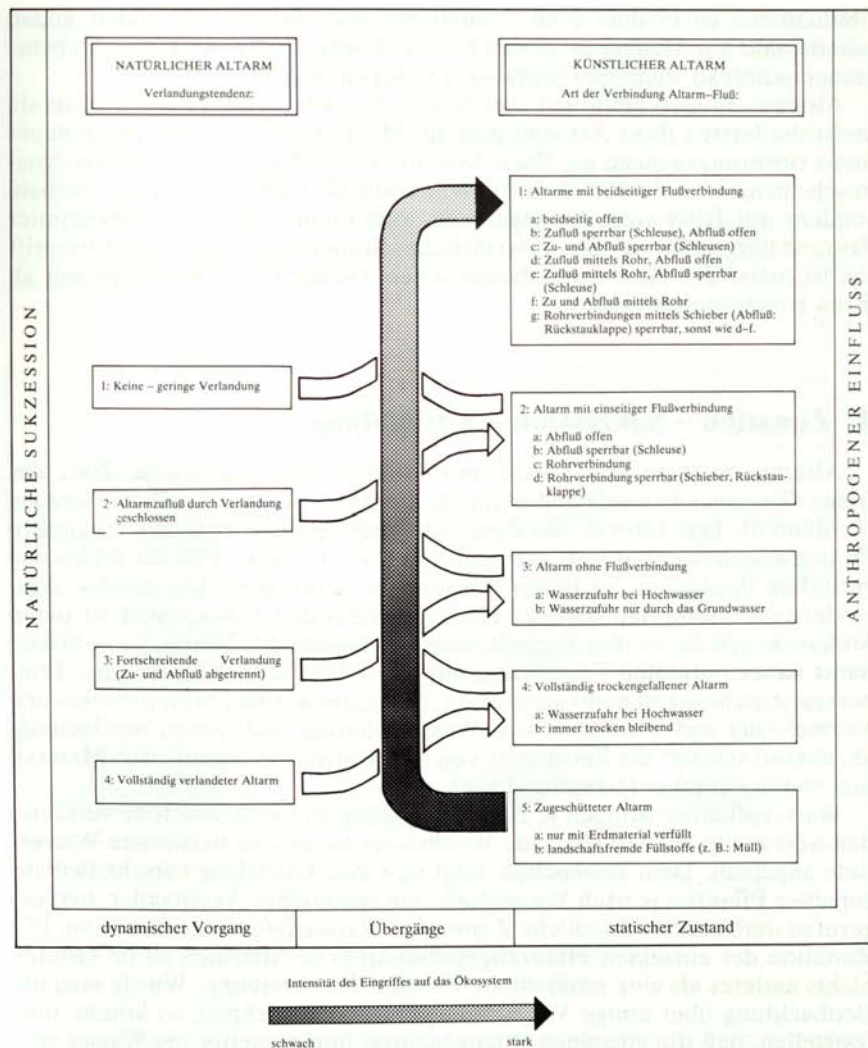 NATÜRLICHER ALTARM
Verlandungstendenz:
KÜNSTLICHER ALTARM
Art der Verbindung Altarm–Fluß:
NATÜRLICHE SUKZESSION
1: Keine – geringe Verlandung
2: Altarmzufluß durch Verlandung
geschlossen
3: Fortschreitende Verlandung
(Zu- und Abfluß abgetrennt)
4: Vollständig verlandeter Altarm
1: Altarme mit beidseitiger Flußverbindung
a: beidseitig offen
b: Zufluß sperrbar (Schleuse), Abfluß offen
c: Zu- und Abfluß sperrbar (Schleusen)
d: Zufluß mittels Rohr, Abfluß offen
e: Zufluß mittels Rohr, Abfluß sperrbar
(Schleuse)
f: Zu und Abfluß mittels Rohr
g: Rohrverbindungen mittels Schieber (Abfluß:
Rückstauklappe) sperrbar, sonst wie d–f.
2: Altarm mit einseitiger Flußverbindung
a: Abfluß offen
b: Abfluß sperrbar (Schleuse)
c: Rohrverbindung
d: Rohrverbindung sperrbar (Schieber, Rückstau-
klappe)
3: Altarm ohne Flußverbindung
a: Wasserzufuhr bei Hochwasser
b: Wasserzufuhr nur durch das Grundwasser
4: Vollständig trockengefallener Altarm
a: Wasserzufuhr bei Hochwasser
b: immer trocken bleibend
5: Zugeschütteter Altarm
a: nur mit Erdmaterial verfüllt
b: landschaftsfremde Füllstoffe (z. B.: Müll)
ANTHROPOGENER EINFLUSS
dynamischer Vorgang
Übergänge
statischer Zustand
Intensität des Eingriffes auf das Ökosystem
schwach
stark